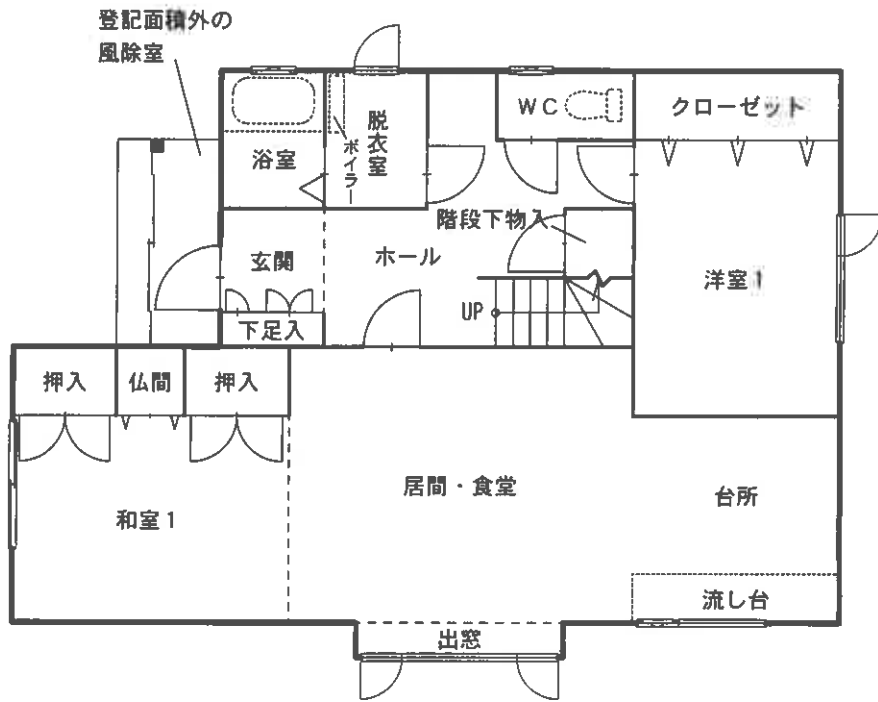 登記面積外の
風除室
WC
クローゼット
脱衣室
ボイラー
浴室
階段下物入
玄関
ホール
洋室1
UP
下足入
押入
仏間
押入
居間・食堂
台所
和室1
流し台
出窓